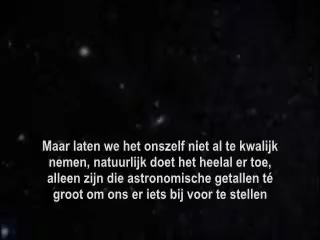 Maar laten we het onszelf niet al te kwalijk
nemen, natuurlijk doet het heelal er toe,
alleen zijn die astronomische getallen té
groot om ons er iets bij voor te stellen